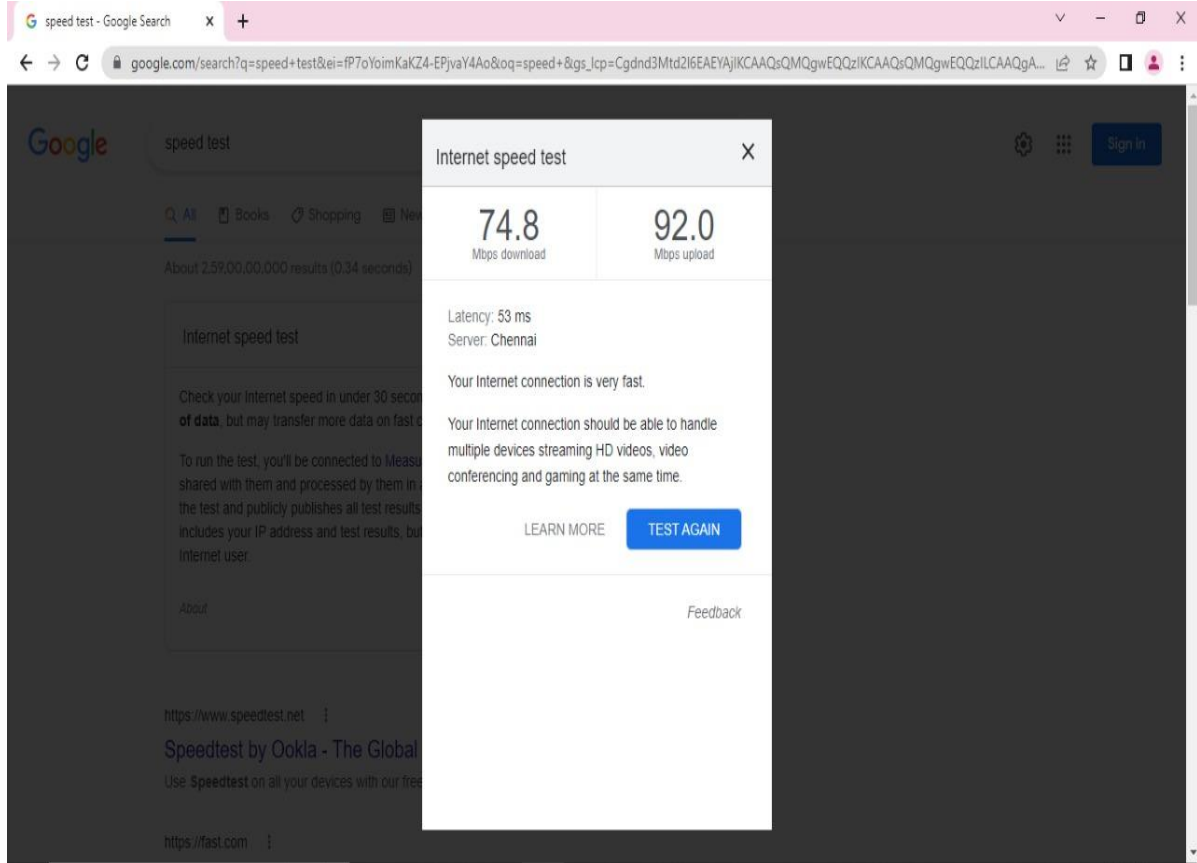 speed test - Google Search
google.com/search?q=speed+test&ei=fP7oYoimKaKZ4-EPjvaY4Ao&oq=speed+&gs_lcp=Cgdnd3Mtd2l6EAEYAjIKCAAQsQMQgwEQQzIKCAAQsQMQgwEQQzILCAAQgA...
Google
speed test
Sign in
All Books Shopping New
About 2,59,00,00,000 results (0.34 seconds)
Internet speed test
Check your Internet speed in under 30 secon
of data, but may transfer more data on fast c
To run the test, you'll be connected to Measu
shared with them and processed by them in a
the test and publicly publishes all test results
includes your IP address and test results, but
Internet user.
About
https://www.speedtest.net
Speedtest by Ookla - The Global
Use Speedtest on all your devices with our free
https://fast.com
Internet speed test
74.8
Mbps download
92.0
Mbps upload
Latency: 53 ms
Server: Chennai
Your Internet connection is very fast.
Your Internet connection should be able to handle
multiple devices streaming HD videos, video
conferencing and gaming at the same time.
LEARN MORE
TEST AGAIN
Feedback